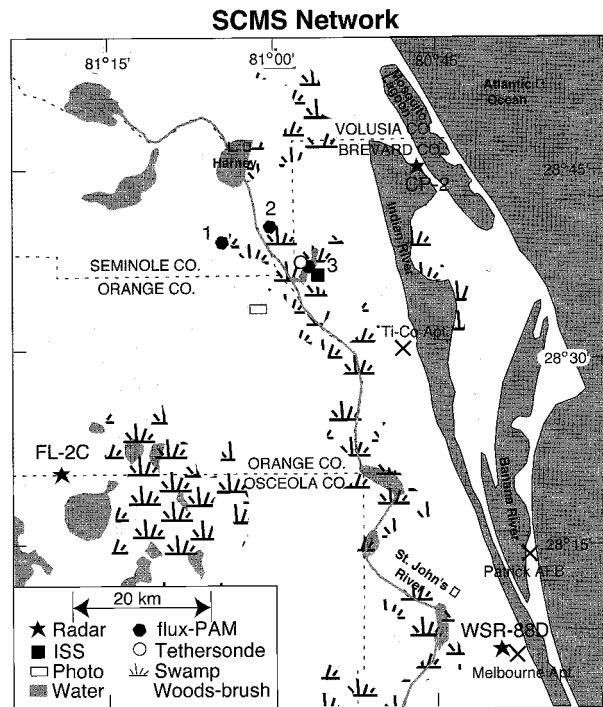 SCMS Network
81°15'
81°00'
80°45'
Mosquito
Lagoon
Atlantic
Ocean
VOLUSIA CO.
BREVARD CO.
L.
Harney
CP-2
28°45'
Indian River
2
1
3
SEMINOLE CO.
ORANGE CO.
Ti-Co Apt.
28°30'
FL-2C
ORANGE CO.
OSCEOLA CO.
Banana River
28°15'
St. John's
River
Patrick AFB
WSR-88D
Melbourne Apt.
20 km
Radar
flux-PAM
ISS
Tethersonde
Photo
Swamp
Water
Woods-brush